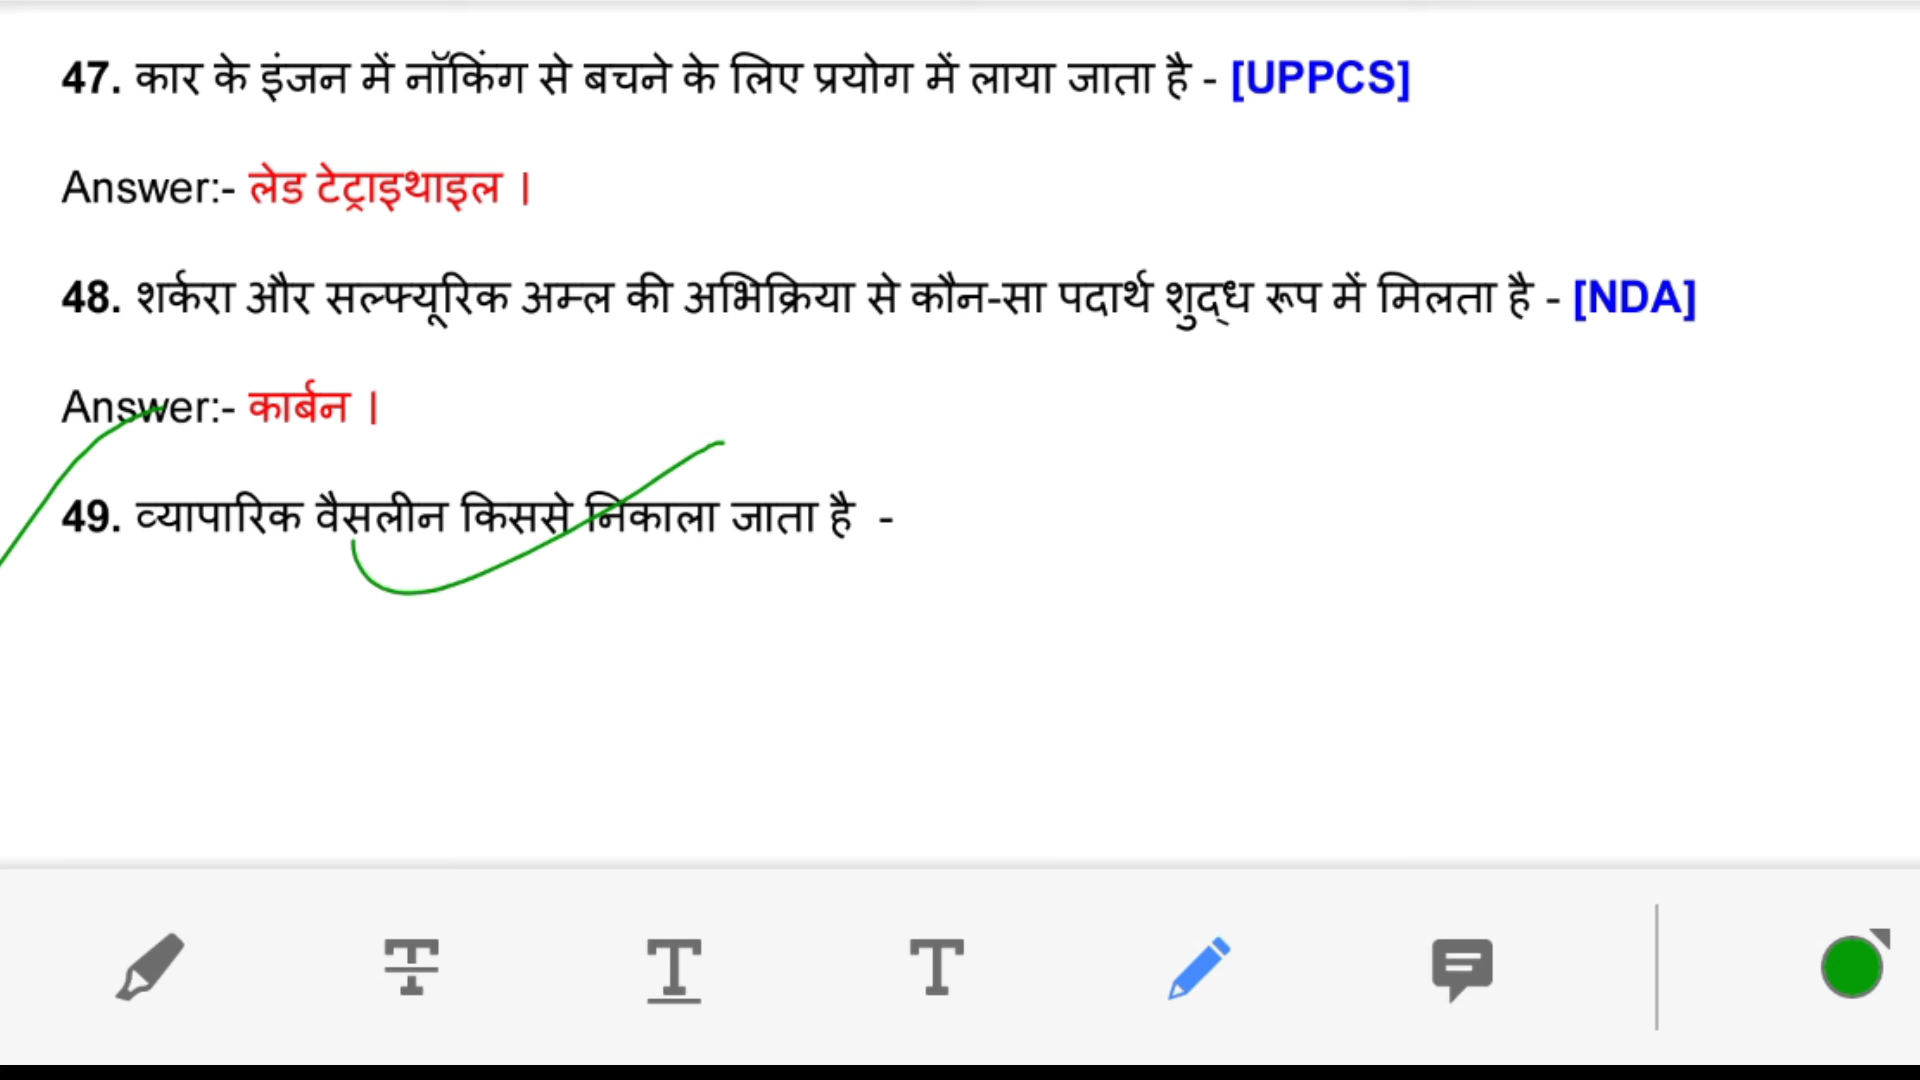 47. कार के इंजन में नॉकिंग से बचने के लिए प्रयोग में लाया जाता है - [UPPCS]
Answer:- लेड टेट्राइथाइल ।
48. शर्करा और सल्फ्यूरिक अम्ल की अभिक्रिया से कौन-सा पदार्थ शुद्ध रूप में मिलता है - [NDA]
Answer:- कार्बन ।
49. व्यापारिक वैसलीन किससे निकाला जाता है -